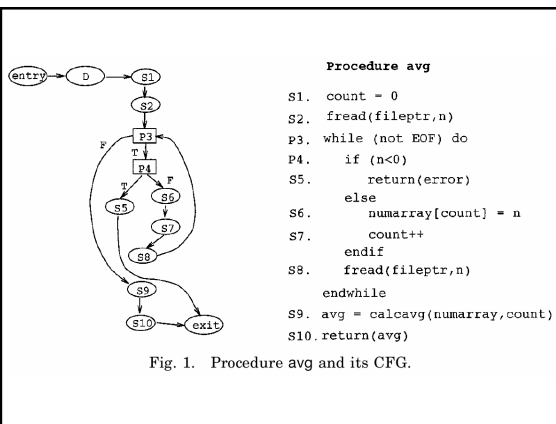 Procedure avg
entry
D
S1
S2
F
P3
T
P4
T
F
S5
S6
S7
S8
S9
S10
exit
S1. count = 0
S2. fread(fileptr,n)
P3. while (not EOF) do
P4. if (n<0)
S5. return(error)
else
S6. numarray[count] = n
S7. count++
endif
S8. fread(fileptr,n)
endwhile
S9. avg = calcavg(numarray,count)
S10. return(avg)
Fig. 1. Procedure avg and its CFG.